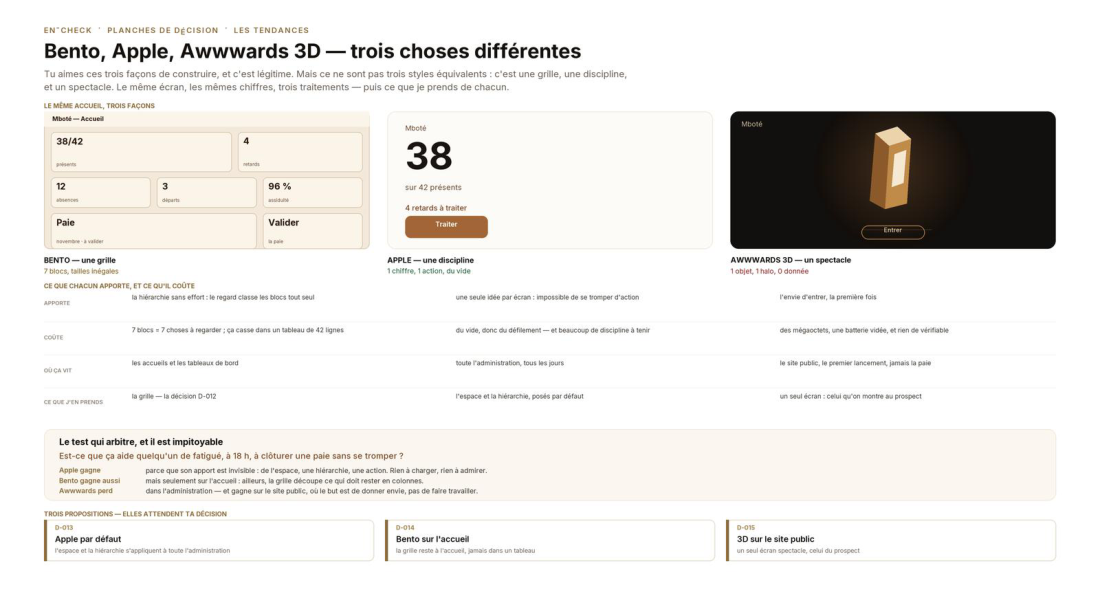 EN˚CHECK ˙ PLANCHES DE DéCISION ˙ LES TENDANCES
Bento, Apple, Awwwards 3D — trois choses différentes
Tu aimes ces trois façons de construire, et c'est légitime. Mais ce ne sont pas trois styles équivalents : c'est une grille, une discipline,
et un spectacle. Le même écran, les mêmes chiffres, trois traitements — puis ce que je prends de chacun.
LE MÊME ACCUEIL, TROIS FAÇONS
Mboté — Accueil
38/42
présents
4
retards
12
absences
3
départs
96 %
assiduité
Paie
novembre · à valider
Valider
la paie
Mboté
38
sur 42 présents
4 retards à traiter
Traiter
Mboté
Entrer
BENTO — une grille
7 blocs, tailles inégales
APPLE — une discipline
1 chiffre, 1 action, du vide
AWWWARDS 3D — un spectacle
1 objet, 1 halo, 0 donnée
CE QUE CHACUN APPORTE, ET CE QU'IL COÛTE
APPORTE
la hiérarchie sans effort : le regard classe les blocs tout seul
une seule idée par écran : impossible de se tromper d'action
l'envie d'entrer, la première fois
COÛTE
7 blocs = 7 choses à regarder ; ça casse dans un tableau de 42 lignes
du vide, donc du défilement — et beaucoup de discipline à tenir
des mégaoctets, une batterie vidée, et rien de vérifiable
OÙ ÇA VIT
les accueils et les tableaux de bord
toute l'administration, tous les jours
le site public, le premier lancement, jamais la paie
CE QUE J'EN PRENDS
la grille — la décision D-012
l'espace et la hiérarchie, posés par défaut
un seul écran : celui qu'on montre au prospect
Le test qui arbitre, et il est impitoyable
Est-ce que ça aide quelqu'un de fatigué, à 18 h, à clôturer une paie sans se tromper ?
Apple gagne parce que son apport est invisible : de l'espace, une hiérarchie, une action. Rien à charger, rien à admirer.
Bento gagne aussi mais seulement sur l'accueil : ailleurs, la grille découpe ce qui doit rester en colonnes.
Awwwards perd dans l'administration — et gagne sur le site public, où le but est de donner envie, pas de faire travailler.
TROIS PROPOSITIONS — ELLES ATTENDENT TA DÉCISION
D-013
Apple par défaut
l'espace et la hiérarchie s'appliquent à toute l'administration
D-014
Bento sur l'accueil
la grille reste à l'accueil, jamais dans un tableau
D-015
3D sur le site public
un seul écran spectacle, celui du prospect